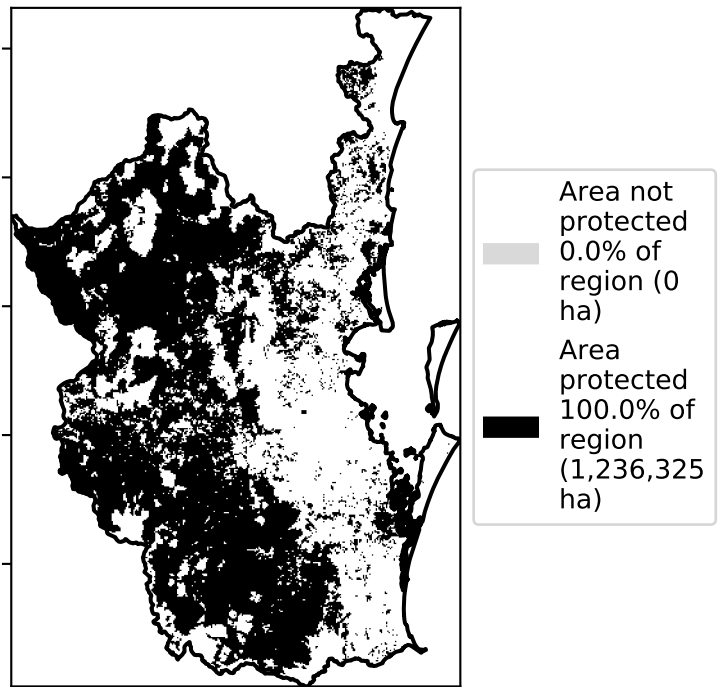 Area not
protected
0.0% of
region (0
ha)
Area
protected
100.0% of
region
(1,236,325
ha)